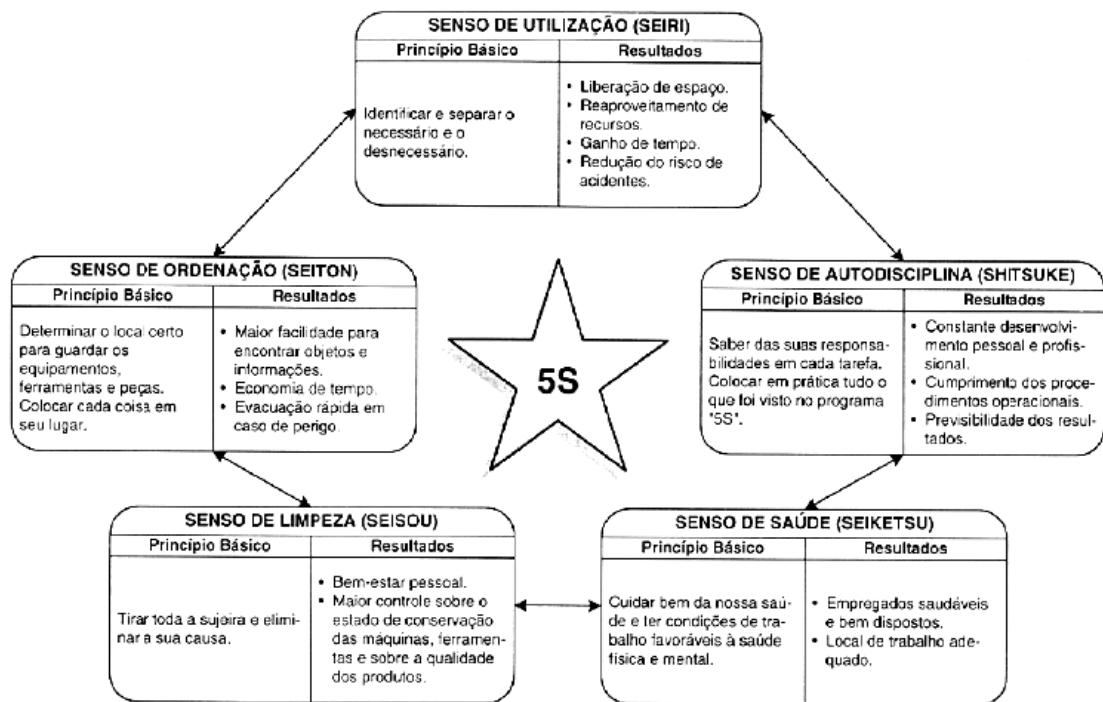 SENSO DE UTILIZAÇÃO (SEIRI)
Princípio Básico
Identificar e separar o
necessário e o
desnecessário.
Resultados
• Liberação de espaço.
• Reaproveitamento de
recursos.
• Ganho de tempo.
• Redução do risco de
acidentes.
SENSO DE ORDENAÇÃO (SEITON)
Princípio Básico
Determinar o local certo
para guardar os
equipamentos,
ferramentas e peças.
Colocar cada coisa em
seu lugar.
Resultados
• Maior facilidade para
encontrar objetos e
informações.
• Economia de tempo.
• Evacuação rápida em
caso de perigo.
5S
SENSO DE AUTODISCIPLINA (SHITSUKE)
Princípio Básico
Saber das suas responsa-
bilidades em cada tarefa.
Colocar em prática tudo o
que foi visto no programa
"5S".
Resultados
• Constante desenvolvi-
mento pessoal e profis-
sional.
• Cumprimento dos proce-
dimentos operacionais.
• Previsibilidade dos resul-
tados.
SENSO DE LIMPEZA (SEISOU)
Princípio Básico
Tirar toda a sujeira e elimi-
nar a sua causa.
Resultados
• Bem-estar pessoal.
• Maior controle sobre o
estado de conservação
das máquinas, ferramen-
tas e sobre a qualidade
dos produtos.
SENSO DE SAÚDE (SEIKETSU)
Princípio Básico
Cuidar bem da nossa saú-
de e ter condições de tra-
balho favoráveis à saúde
física e mental.
Resultados
• Empregados saudáveis
e bem dispostos.
• Local de trabalho ade-
quado.